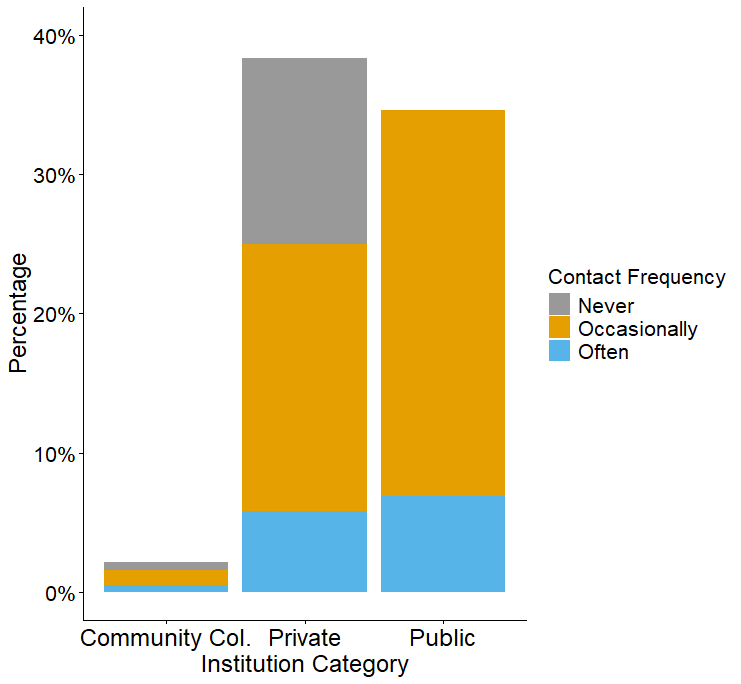 40%
30%
20%
10%
0%
Percentage
Community Col.
Private
Public
Institution Category
Contact Frequency
Never
Occasionally
Often